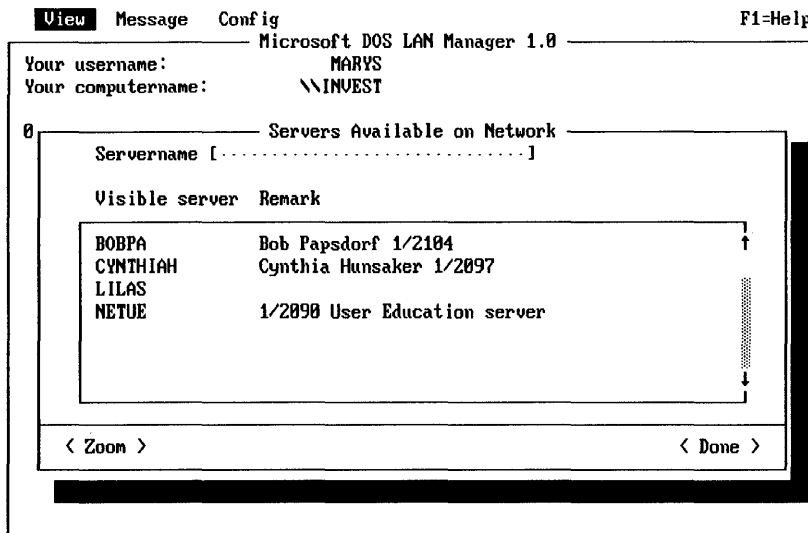 View Message Config F1=Help
Microsoft DOS LAN Manager 1.0
Your username: MARYS
Your computername: \\INVEST
0
Servers Available on Network
Servername [..............................]
Visible server Remark
BOBPA Bob Papsdorf 1/2104
CYNTHIAH Cynthia Hunsaker 1/2097
LILAS
NETUE 1/2090 User Education server
< Zoom > < Done >